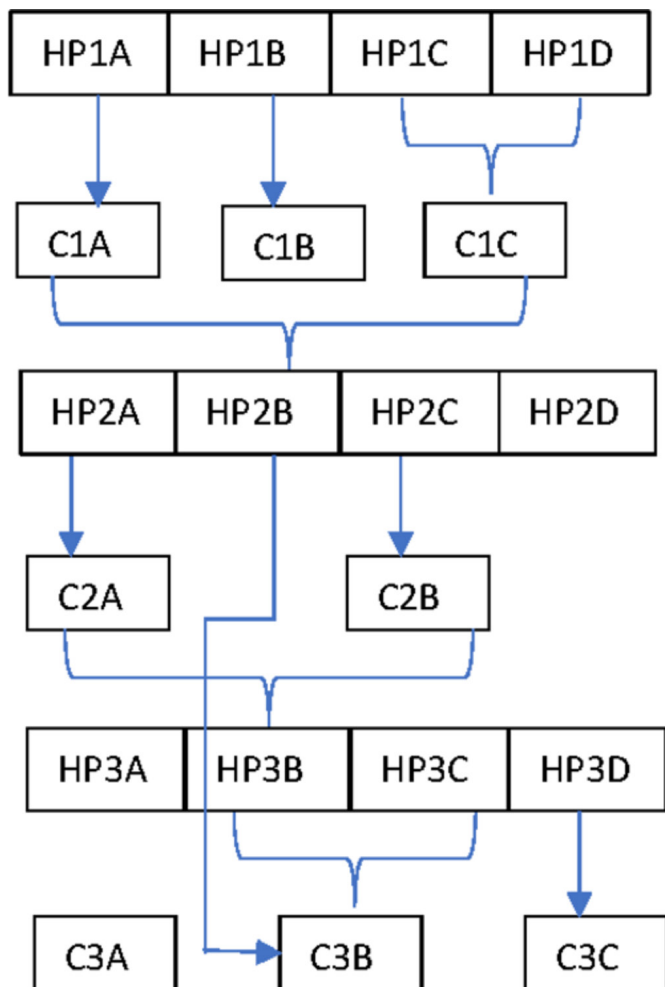 HP1A HP1B HP1C HP1D
C1A C1B C1C
HP2A HP2B HP2C HP2D
C2A C2B
HP3A HP3B HP3C HP3D
C3A C3B C3C